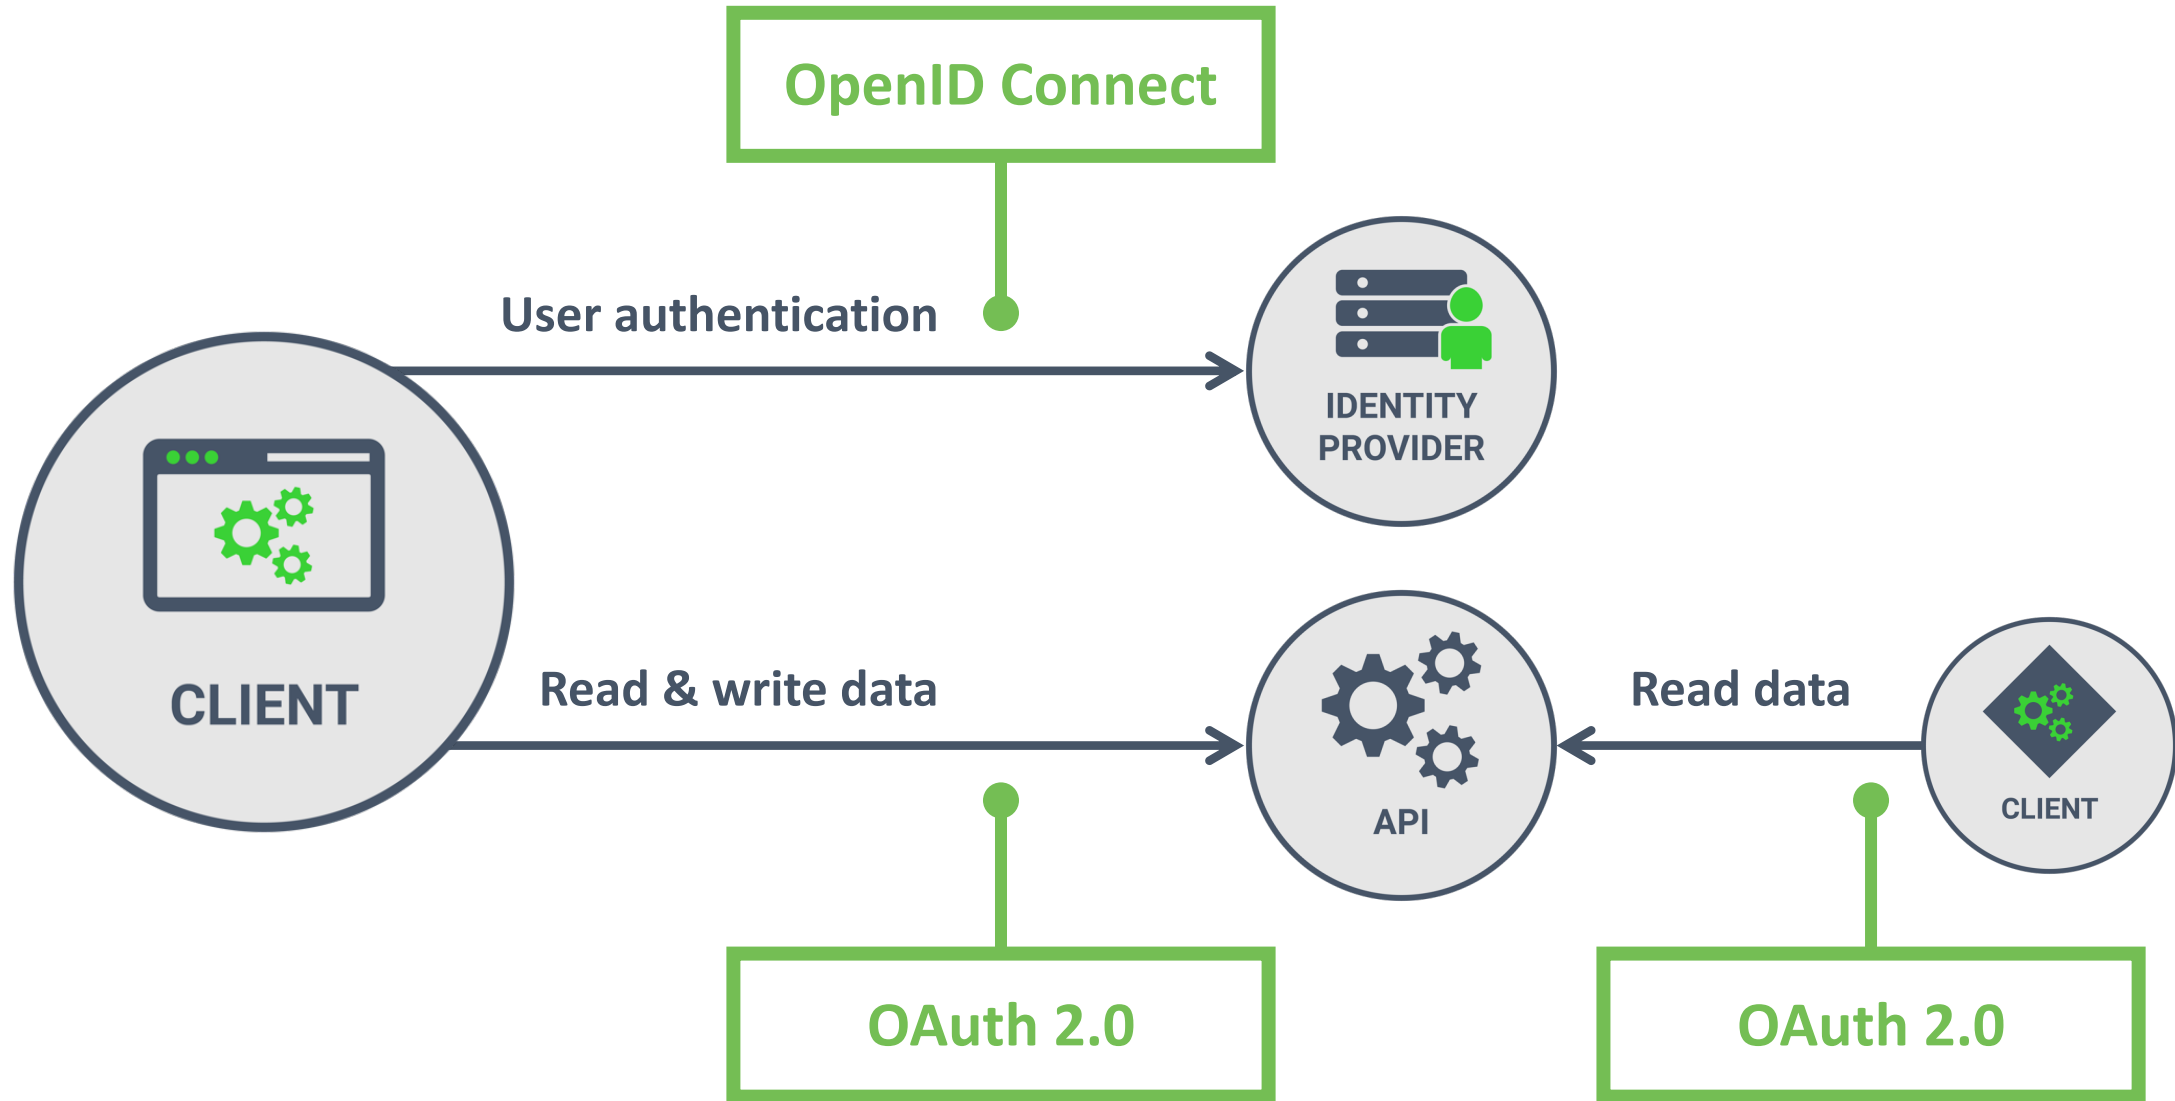 OpenID Connect
User authentication
IDENTITY
PROVIDER
CLIENT
Read & write data
API
Read data
CLIENT
OAuth 2.0
OAuth 2.0